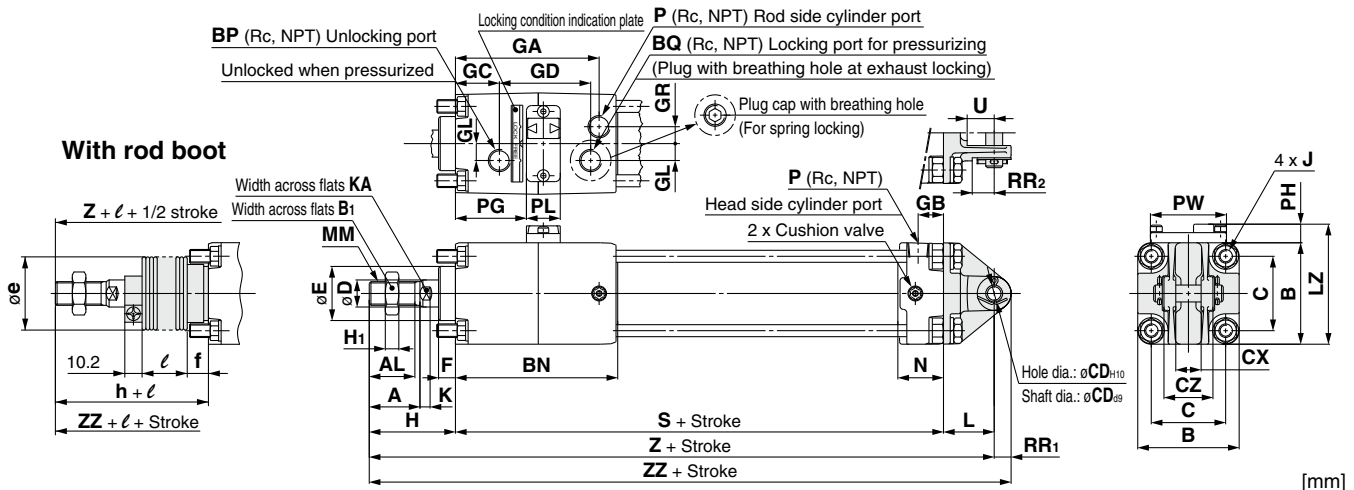 Locking condition indication plate
P (Rc, NPT) Rod side cylinder port
BP (Rc, NPT) Unlocking port
GA
BQ (Rc, NPT) Locking port for pressurizing
Unlocked when pressurized
GC
GD
(Plug with breathing hole at exhaust locking)
GR
U
Plug cap with breathing hole
(For spring locking)
GL
GL
LOCK
FREE
With rod boot
4 x J
P (Rc, NPT)
RR2
PW
PH
Width across flats KA
PG
PL
GB
Z + ℓ + 1/2 stroke
Width across flats B1
Head side cylinder port
MM
2 x Cushion valve
øe
øE
øD
C
B
LZ
H1
10.2
ℓ
f
AL
F
BN
N
CX
Hole dia.: øCDH10
Shaft dia.: øCDd9
CZ
h + ℓ
A
K
C
ZZ + ℓ + Stroke
H
S + Stroke
L
B
Z + Stroke
RR1
ZZ + Stroke
[mm]